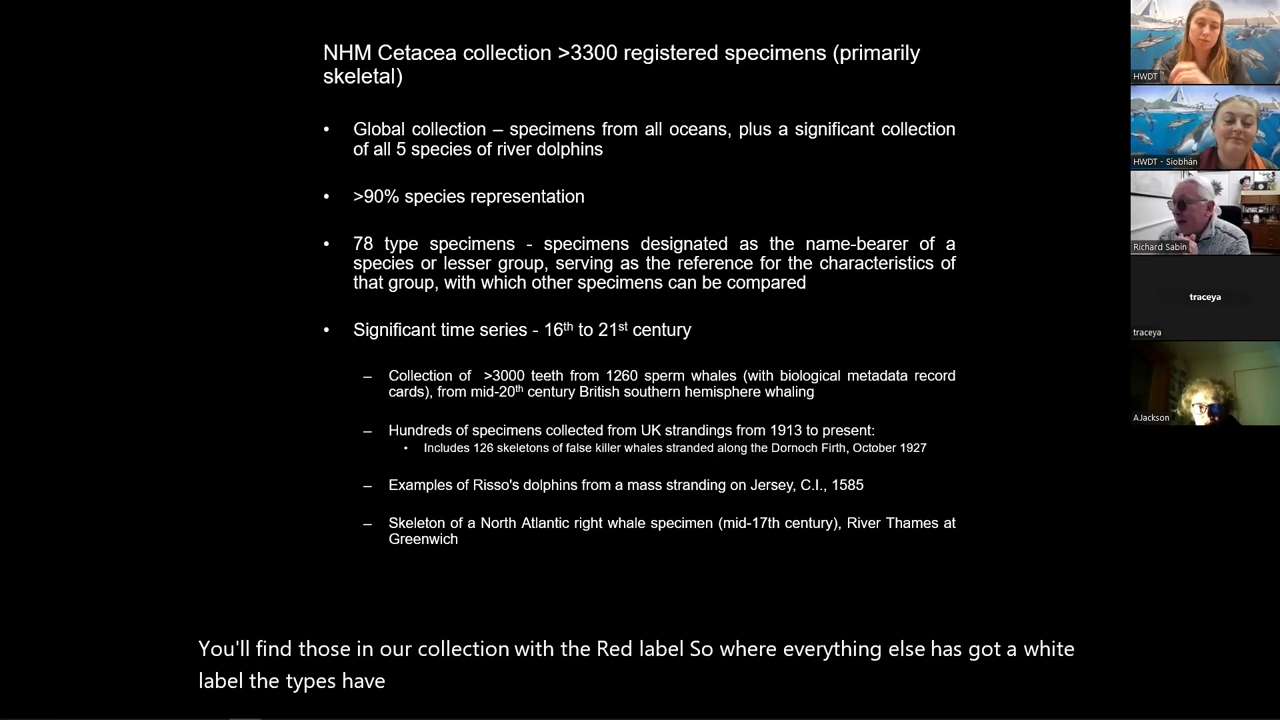 NHM Cetacea collection >3300 registered specimens (primarily
skeletal)
• Global collection – specimens from all oceans, plus a significant collection
of all 5 species of river dolphins
• >90% species representation
• 78 type specimens - specimens designated as the name-bearer of a
species or lesser group, serving as the reference for the characteristics of
that group, with which other specimens can be compared
• Significant time series - 16th to 21st century
– Collection of >3000 teeth from 1260 sperm whales (with biological metadata record
cards), from mid-20th century British southern hemisphere whaling
– Hundreds of specimens collected from UK strandings from 1913 to present:
• Includes 126 skeletons of false killer whales stranded along the Dornoch Firth, October 1927
– Examples of Risso's dolphins from a mass stranding on Jersey, C.I., 1585
– Skeleton of a North Atlantic right whale specimen (mid-17th century), River Thames at
Greenwich
You'll find those in our collection with the Red label So where everything else has got a white
label the types have
HWDT
HWDT - Siobhán
Richard Sabin
traceya
traceya
AJackson